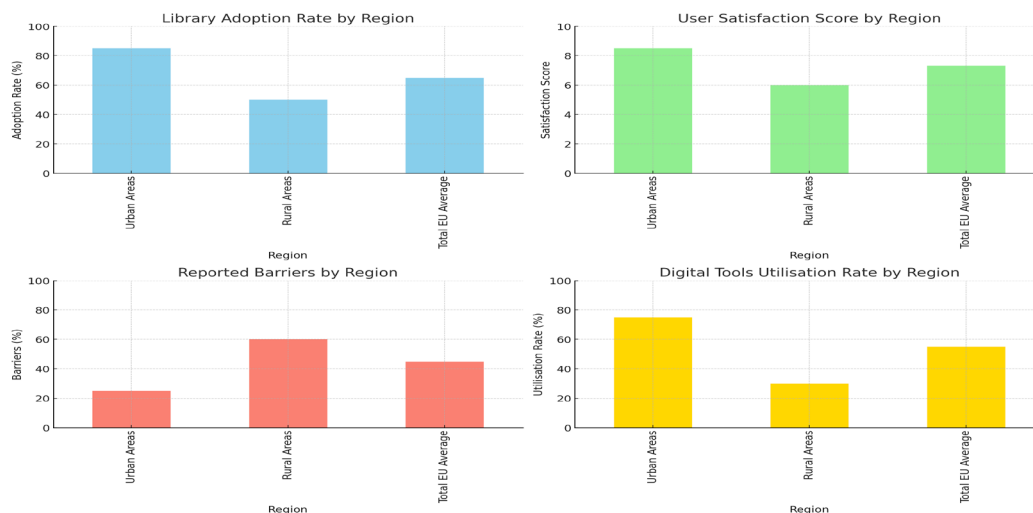 Library Adoption Rate by Region
Adoption Rate (%)
100
80
60
40
20
0
Urban Areas
Rural Areas
Total EU Average
Region
User Satisfaction Score by Region
Satisfaction Score
10
8
6
4
2
0
Urban Areas
Rural Areas
Total EU Average
Region
Reported Barriers by Region
Barriers (%)
100
80
60
40
20
0
Urban Areas
Rural Areas
Total EU Average
Region
Digital Tools Utilisation Rate by Region
Utilisation Rate (%)
100
80
60
40
20
0
Urban Areas
Rural Areas
Total EU Average
Region